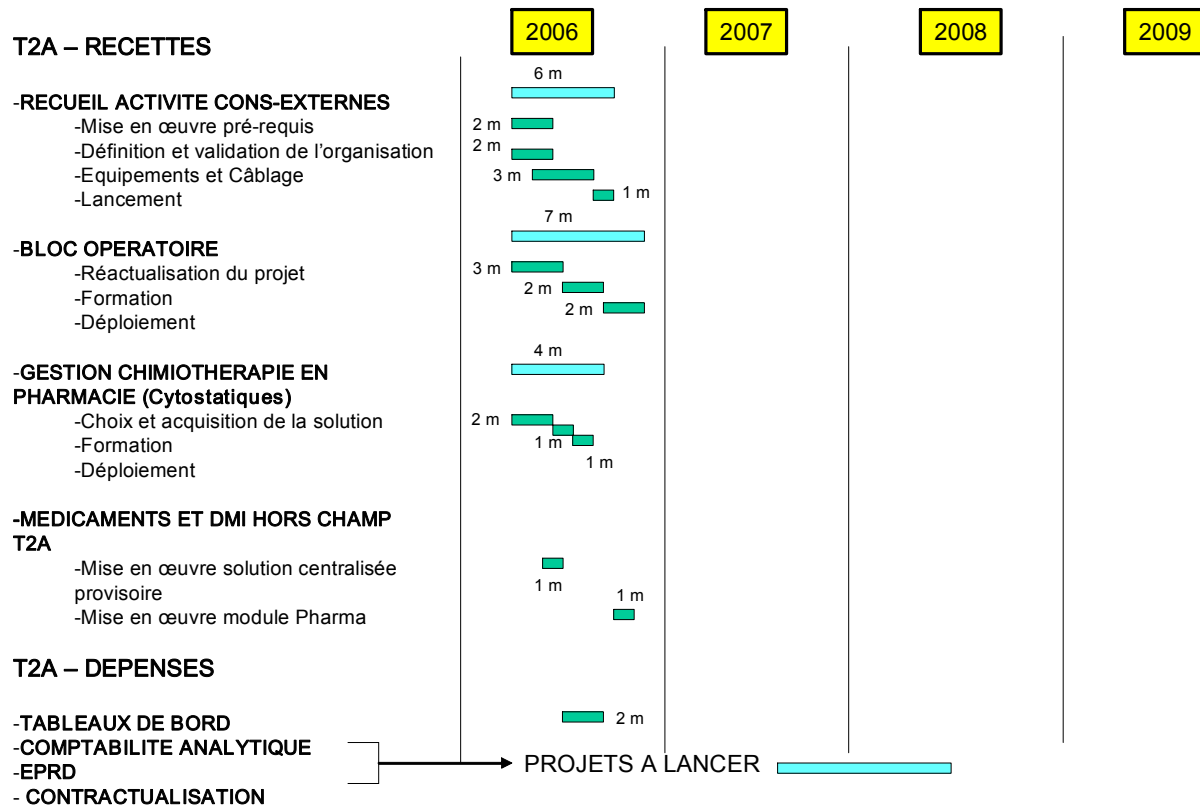 2006
2007
2008
2009
T2A – RECETTES
6 m
-RECUEIL ACTIVITE CONS-EXTERNES
-Mise en œuvre pré-requis
2 m
-Définition et validation de l'organisation
2 m
-Equipements et Câblage
3 m
-Lancement
1 m
7 m
-BLOC OPERATOIRE
-Réactualisation du projet
3 m
-Formation
2 m
-Déploiement
2 m
4 m
-GESTION CHIMIOTHERAPIE EN
PHARMACIE (Cytostatiques)
-Choix et acquisition de la solution
2 m
-Formation
1 m
-Déploiement
1 m
-MEDICAMENTS ET DMI HORS CHAMP
T2A
-Mise en œuvre solution centralisée
provisoire
1 m
-Mise en œuvre module Pharma
1 m
T2A – DEPENSES
-TABLEAUX DE BORD
2 m
-COMPTABILITE ANALYTIQUE
-EPRD
- CONTRACTUALISATION
PROJETS A LANCER